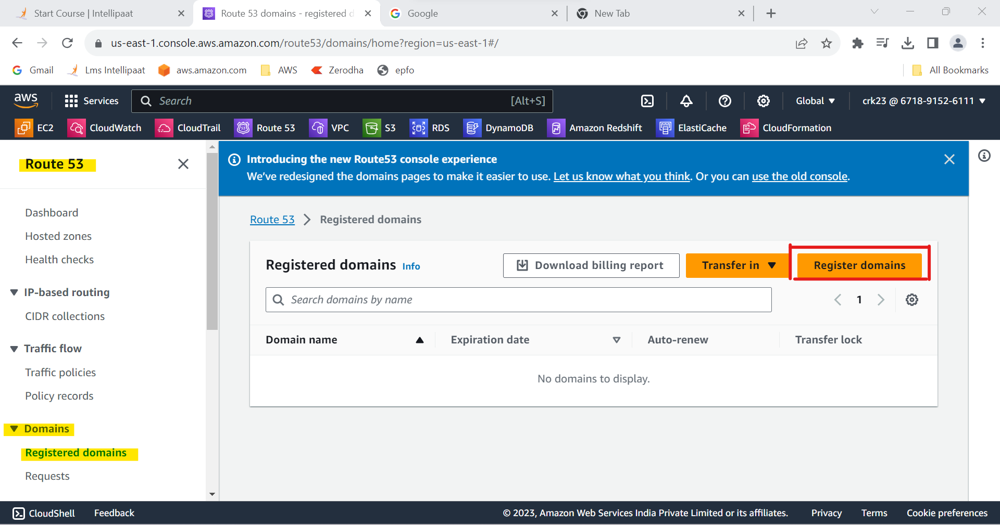 Start Course | Intellipaat
Route 53 domains - registered d
Google
New Tab
us-east-1.console.aws.amazon.com/route53/domains/home?region=us-east-1#/
Gmail
Lms Intellipaat
aws.amazon.com
AWS
Zerodha
epfo
All Bookmarks
aws
Services
Search
[Alt+S]
Global
crk23 @ 6718-9152-6111
EC2
CloudWatch
CloudTrail
Route 53
VPC
S3
RDS
DynamoDB
Amazon Redshift
ElastiCache
CloudFormation
Route 53
Dashboard
Hosted zones
Health checks
IP-based routing
CIDR collections
Traffic flow
Traffic policies
Policy records
Domains
Registered domains
Requests
Introducing the new Route53 console experience
We've redesigned the domains pages to make it easier to use. Let us know what you think. Or you can use the old console.
Route 53 > Registered domains
Registered domains Info
Download billing report
Transfer in
Register domains
Search domains by name
1
Domain name
Expiration date
Auto-renew
Transfer lock
No domains to display.
CloudShell
Feedback
© 2023, Amazon Web Services India Private Limited or its affiliates.
Privacy
Terms
Cookie preferences